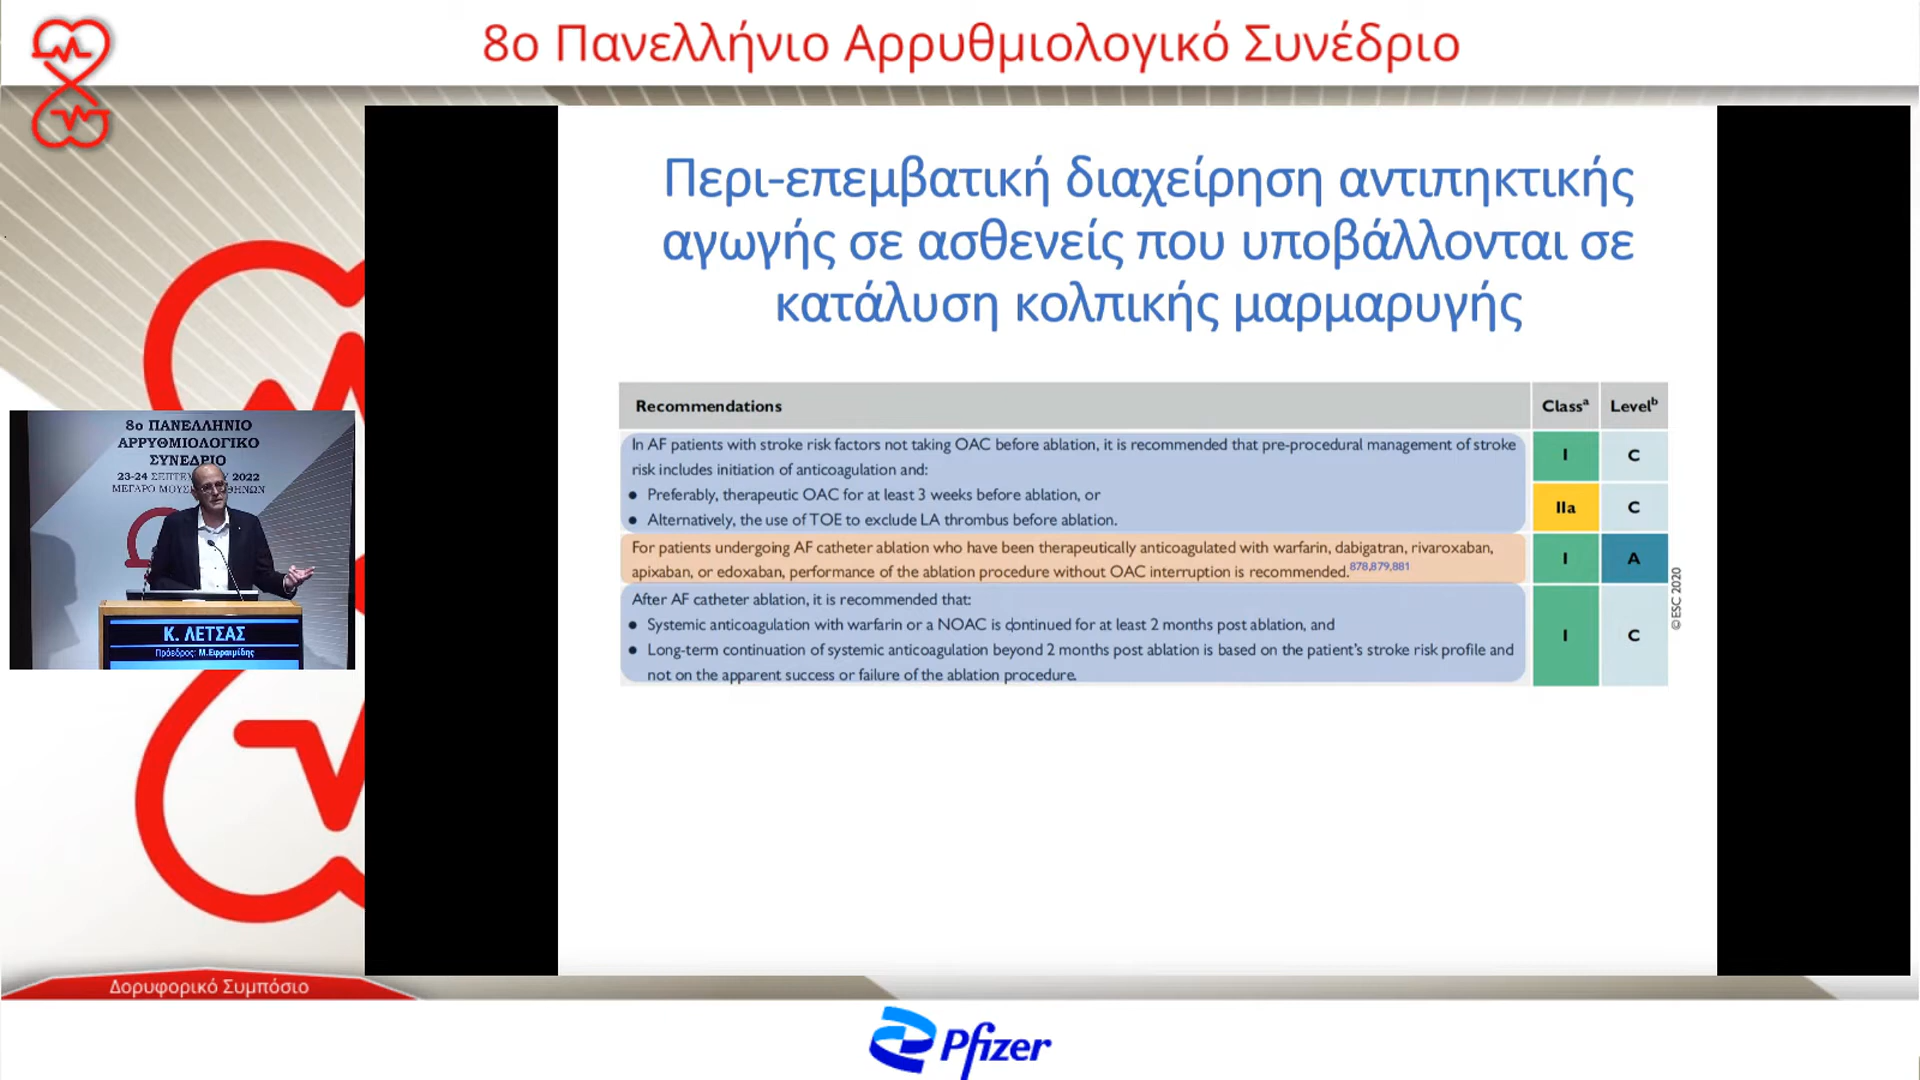 8ο Πανελλήνιο Αρρυθμιολογικό Συνέδριο
Περι-επεμβατική διαχείρηση αντιπηκτικής
αγωγής σε ασθενείς που υποβάλλονται σε
κατάλυση κολπικής μαρμαρυγής
Recommendations Classᵃ Levelᵇ
In AF patients with stroke risk factors not taking OAC before ablation, it is recommended that pre-procedural management of stroke
risk includes initiation of anticoagulation and:
I C
● Preferably, therapeutic OAC for at least 3 weeks before ablation, or
● Alternatively, the use of TOE to exclude LA thrombus before ablation.
IIa C
For patients undergoing AF catheter ablation who have been therapeutically anticoagulated with warfarin, dabigatran, rivaroxaban,
apixaban, or edoxaban, performance of the ablation procedure without OAC interruption is recommended.878,879,881
I A
After AF catheter ablation, it is recommended that:
● Systemic anticoagulation with warfarin or a NOAC is continued for at least 2 months post ablation, and
● Long-term continuation of systemic anticoagulation beyond 2 months post ablation is based on the patient's stroke risk profile and
not on the apparent success or failure of the ablation procedure.
I C
©ESC 2020
8ο ΠΑΝΕΛΛΗΝΙΟ
ΑΡΡΥΘΜΙΟΛΟΓΙΚΟ
ΣΥΝΕΔΡΙΟ
23-24 2022
ΜΕΓΑΡΟ
Κ. ΛΕΤΣΑΣ
Πρόεδρος: Μ.Εφραιμίδης
Δορυφορικό Συμπόσιο
Pfizer